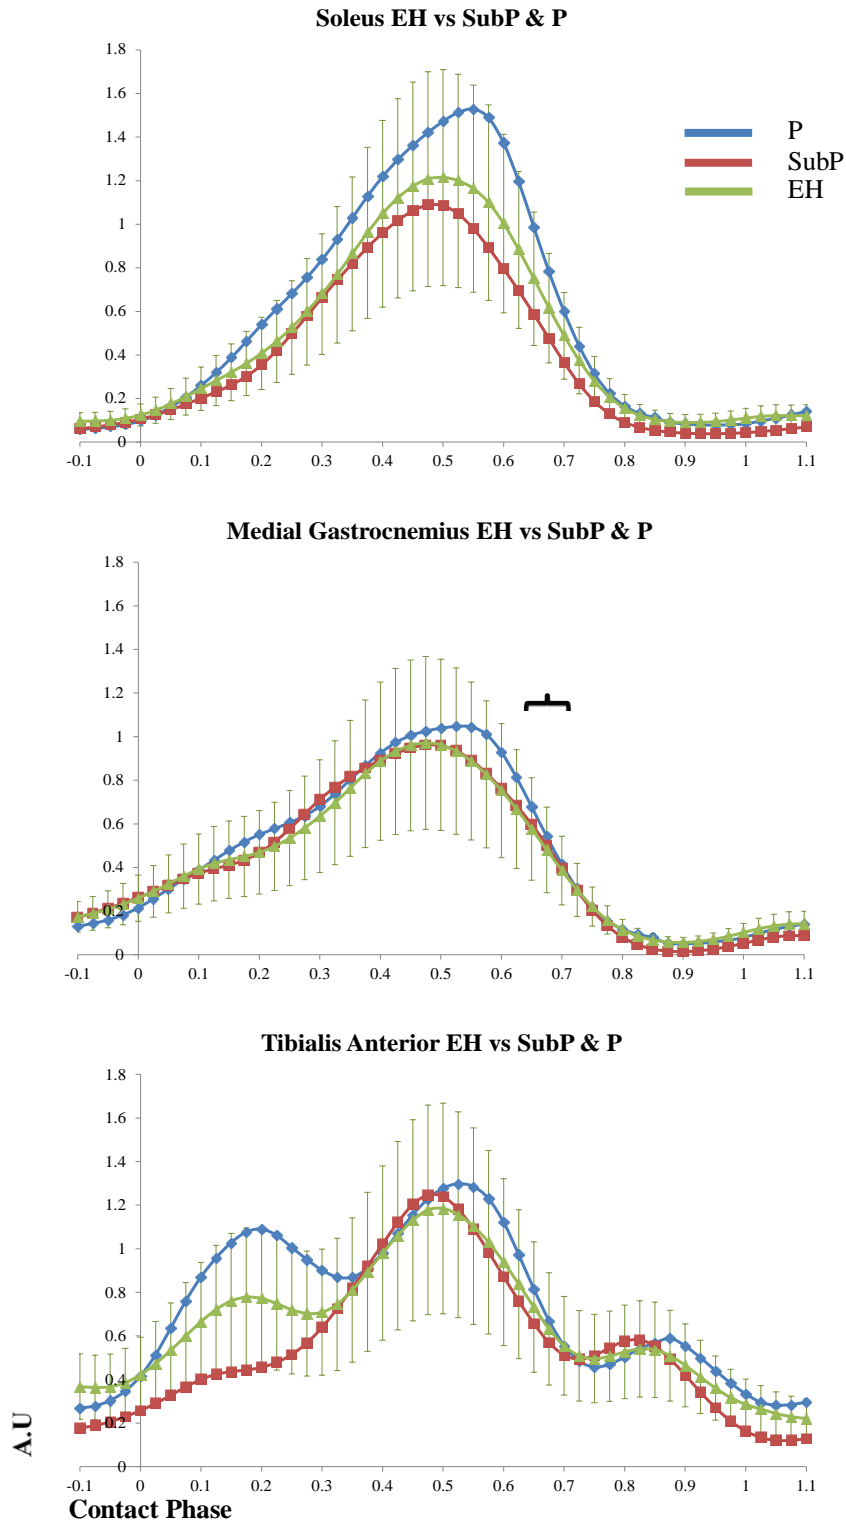 Soleus EH vs SubP & P
1.8
1.6
1.4
1.2
1
0.8
0.6
0.4
0.2
0
-0.1 0 0.1 0.2 0.3 0.4 0.5 0.6 0.7 0.8 0.9 1 1.1
P
SubP
EH
Medial Gastrocnemius EH vs SubP & P
1.8
1.6
1.4
1.2
1
0.8
0.6
0.4
0.2
0
-0.1 0 0.1 0.2 0.3 0.4 0.5 0.6 0.7 0.8 0.9 1 1.1
Tibialis Anterior EH vs SubP & P
1.8
1.6
1.4
1.2
1
0.8
0.6
0.4
0.2
0
-0.1 0 0.1 0.2 0.3 0.4 0.5 0.6 0.7 0.8 0.9 1 1.1
A.U
Contact Phase